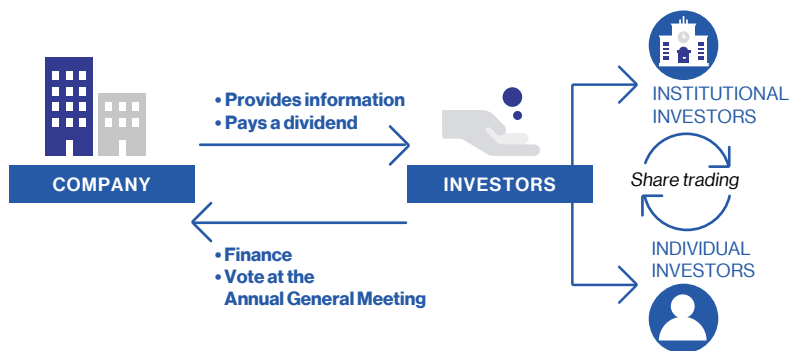 • Provides information
• Pays a dividend
COMPANY
INVESTORS
• Finance
• Vote at the
Annual General Meeting
INSTITUTIONAL
INVESTORS
Share trading
INDIVIDUAL
INVESTORS